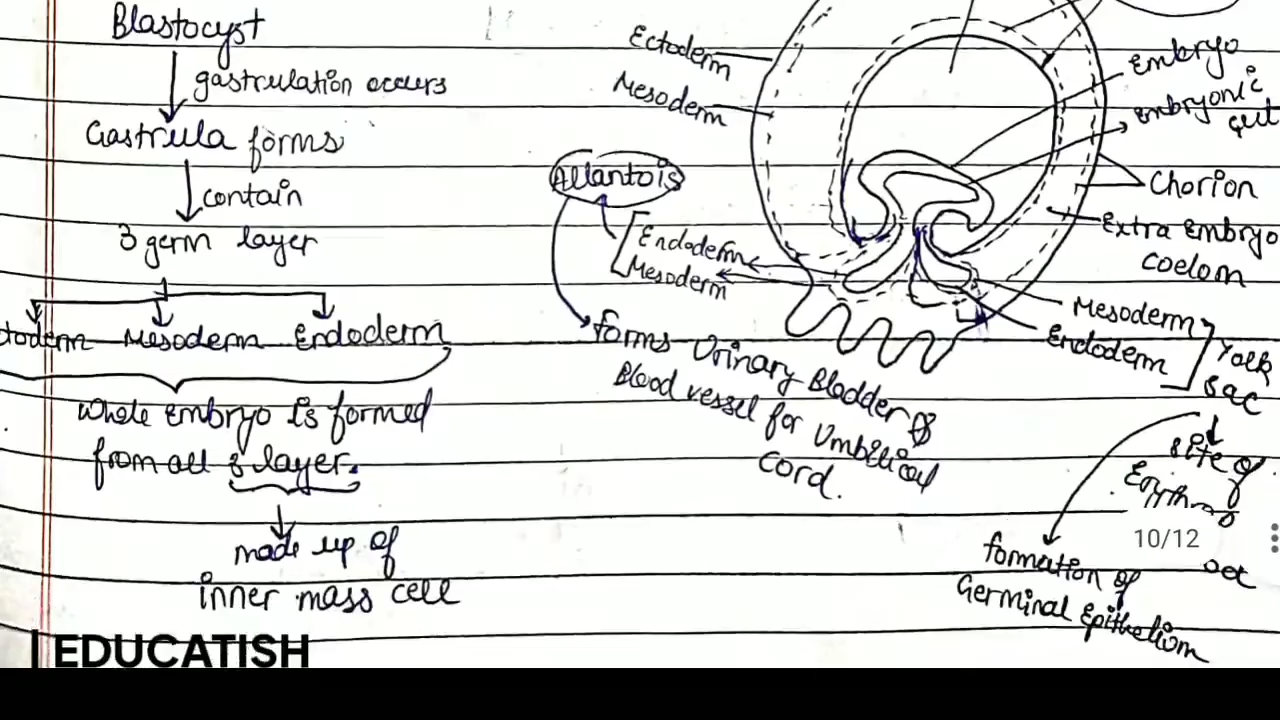 Blastocyst
gastrulation occurs
Gastrula forms
contain
3 germ layer
ctoderm Mesoderm Endoderm
whole Embryo is formed
from all 3 layer.
made up of
inner mass cell
Ectoderm
Mesoderm
Allantois
Endoderm
Mesoderm
forms Urinary Bladder &
Blood vessel for Umbilical
Cord.
Embryo
Embryonic
gut
Chorion
Extra Embryo
Coelom
Mesoderm
Endoderm
Yolk
Sac
site of
Erythro
formation of
Germinal Epithelium
10/12
| EDUCATISH